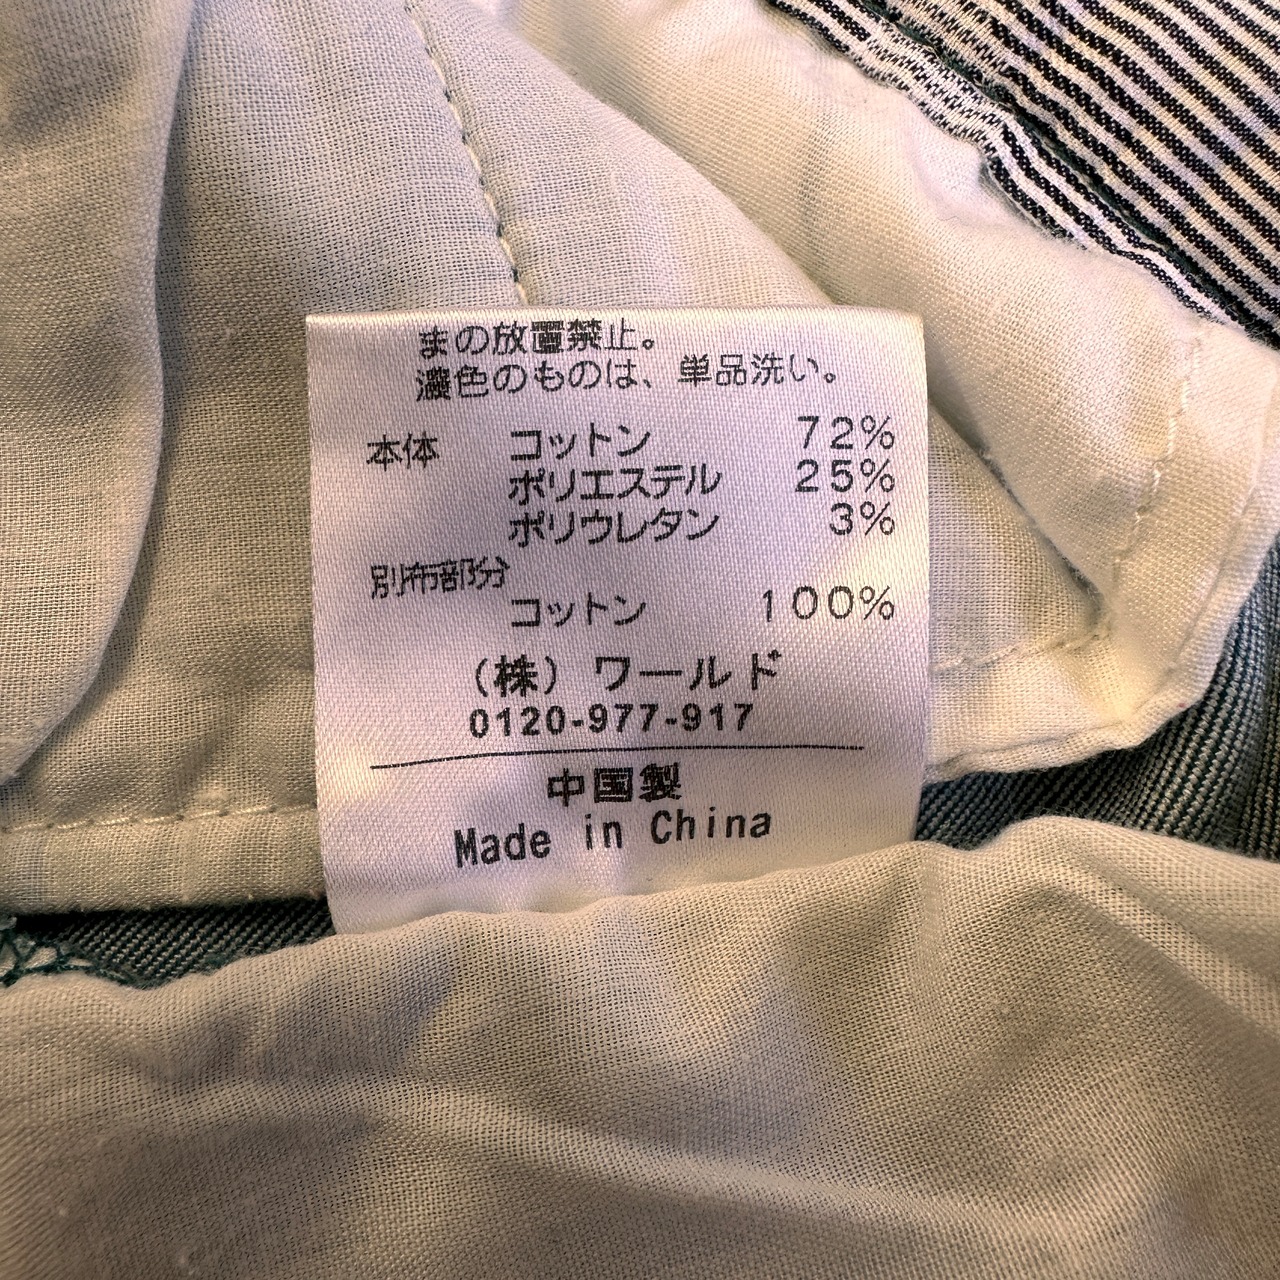 まの放置禁止。
濃色のものは、単品洗い。
本体 コットン 72%
ポリエステル 25%
ポリウレタン 3%
別布部分
コットン 100%
(株) ワールド
0120-977-917
中国製
Made in China